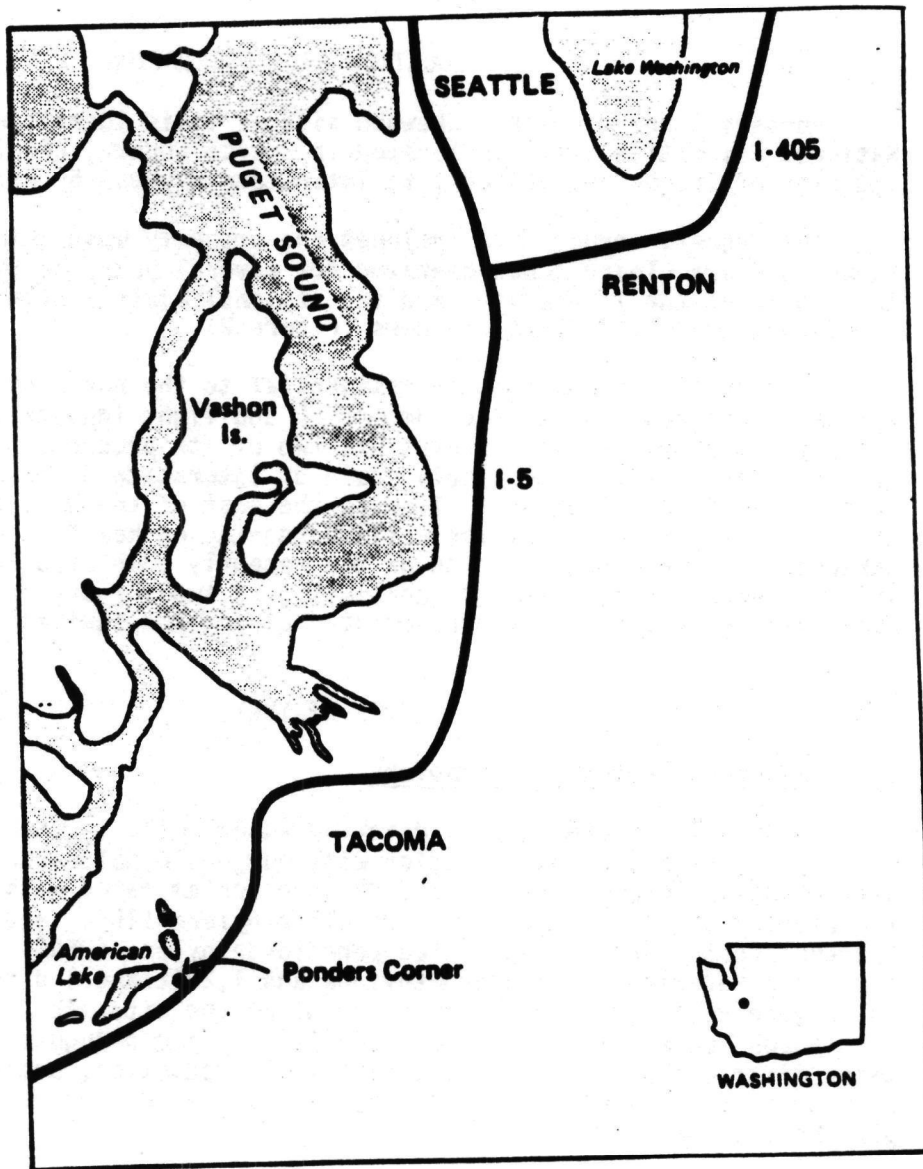 SEATTLE
Lake Washington
I-405
PUGET SOUND
RENTON
Vashon
Is.
I-5
TACOMA
American
Lake
Ponders Corner
WASHINGTON